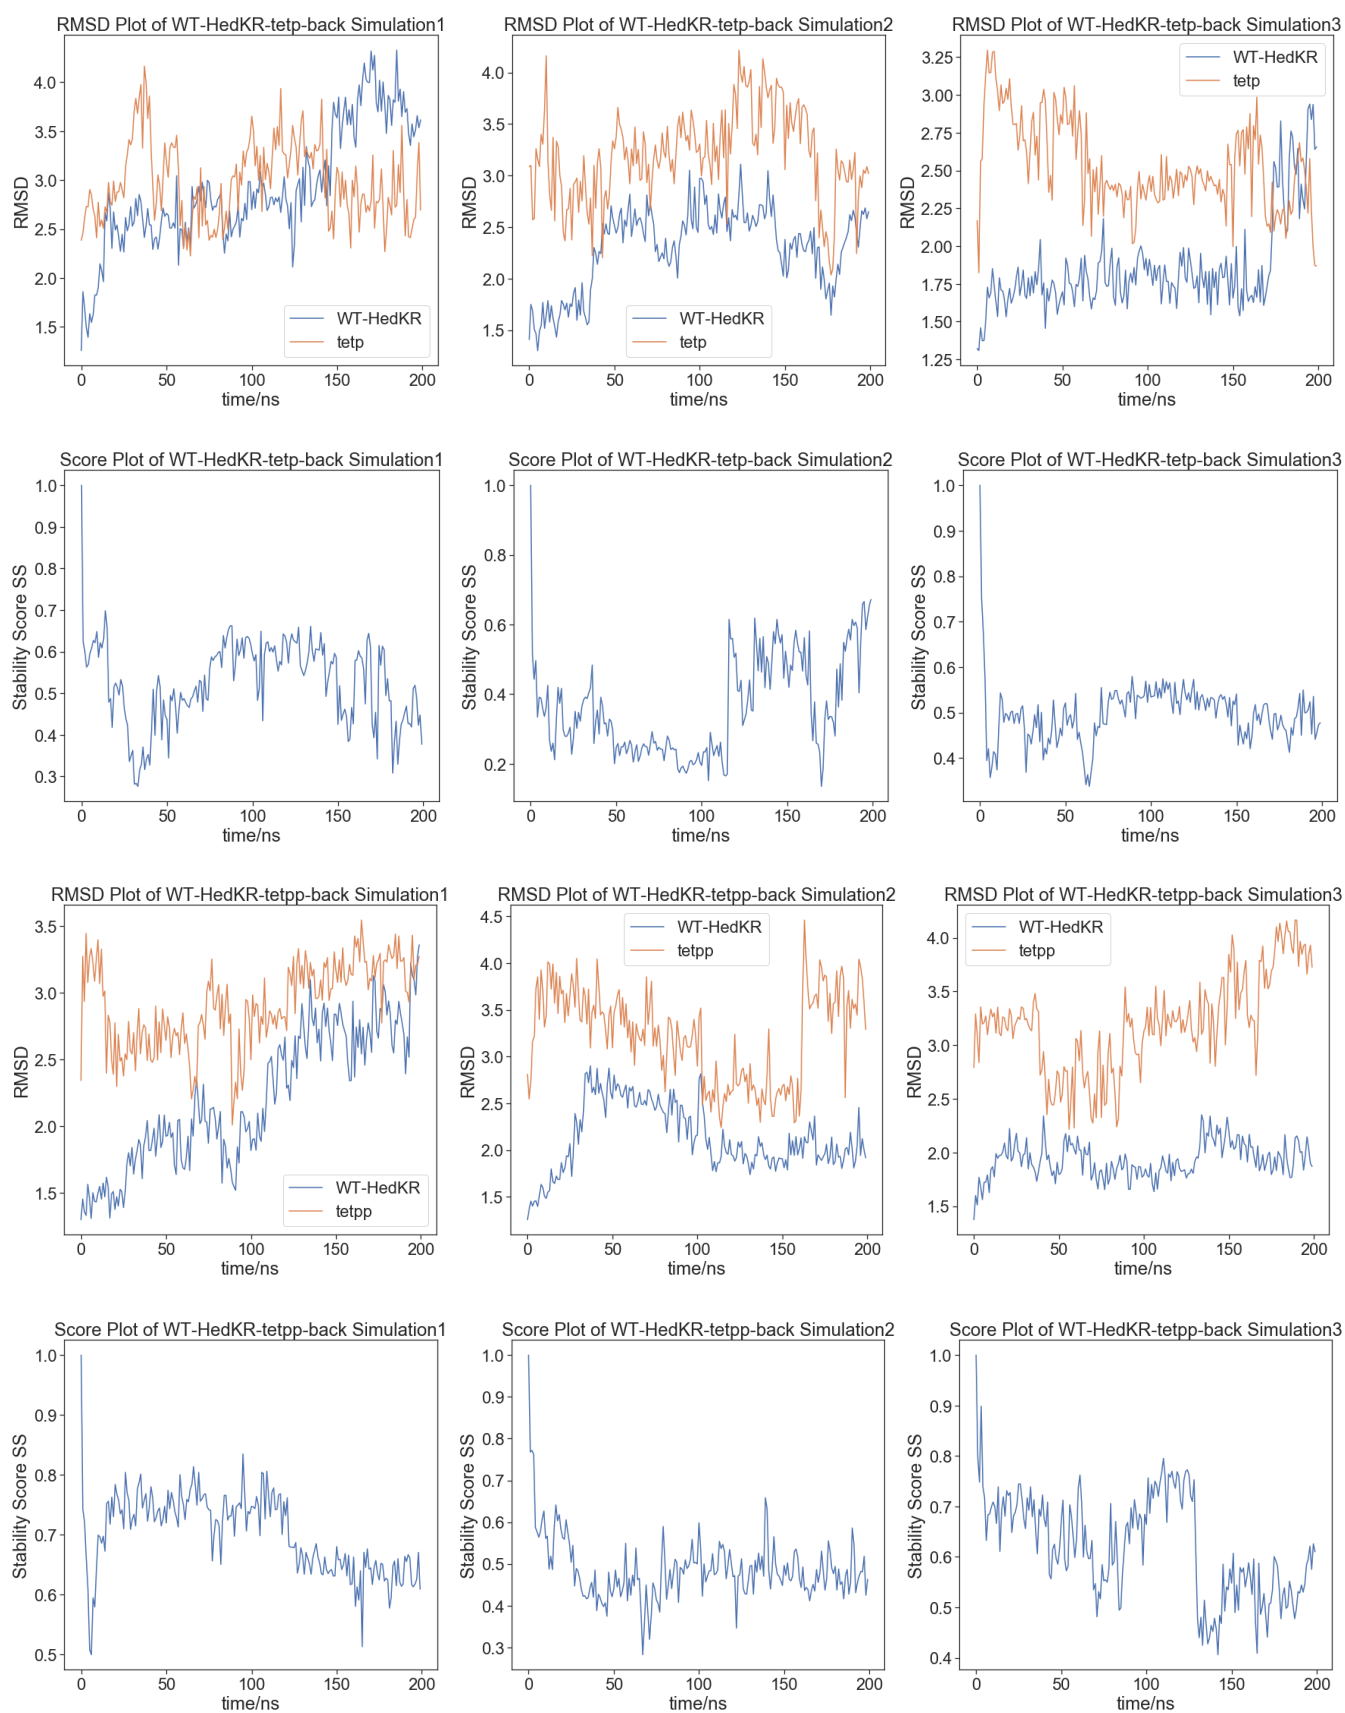 RMSD Plot of WT-HedKR-tetp-back Simulation1
RMSD
4.0
3.5
3.0
2.5
2.0
1.5
WT-HedKR
tetp
0 50 100 150 200
time/ns
RMSD Plot of WT-HedKR-tetp-back Simulation2
RMSD
4.0
3.5
3.0
2.5
2.0
1.5
WT-HedKR
tetp
0 50 100 150 200
time/ns
RMSD Plot of WT-HedKR-tetp-back Simulation3
RMSD
3.25
3.00
2.75
2.50
2.25
2.00
1.75
1.50
1.25
WT-HedKR
tetp
0 50 100 150 200
time/ns
Score Plot of WT-HedKR-tetp-back Simulation1
Stability Score SS
1.0
0.9
0.8
0.7
0.6
0.5
0.4
0.3
0 50 100 150 200
time/ns
Score Plot of WT-HedKR-tetp-back Simulation2
Stability Score SS
1.0
0.8
0.6
0.4
0.2
0 50 100 150 200
time/ns
Score Plot of WT-HedKR-tetp-back Simulation3
Stability Score SS
1.0
0.9
0.8
0.7
0.6
0.5
0.4
0 50 100 150 200
time/ns
RMSD Plot of WT-HedKR-tetpp-back Simulation1
RMSD
3.5
3.0
2.5
2.0
1.5
WT-HedKR
tetpp
0 50 100 150 200
time/ns
RMSD Plot of WT-HedKR-tetpp-back Simulation2
RMSD
4.5
4.0
3.5
3.0
2.5
2.0
1.5
WT-HedKR
tetpp
0 50 100 150 200
time/ns
RMSD Plot of WT-HedKR-tetpp-back Simulation3
RMSD
4.0
3.5
3.0
2.5
2.0
1.5
WT-HedKR
tetpp
0 50 100 150 200
time/ns
Score Plot of WT-HedKR-tetpp-back Simulation1
Stability Score SS
1.0
0.9
0.8
0.7
0.6
0.5
0 50 100 150 200
time/ns
Score Plot of WT-HedKR-tetpp-back Simulation2
Stability Score SS
1.0
0.9
0.8
0.7
0.6
0.5
0.4
0.3
0 50 100 150 200
time/ns
Score Plot of WT-HedKR-tetpp-back Simulation3
Stability Score SS
1.0
0.9
0.8
0.7
0.6
0.5
0.4
0 50 100 150 200
time/ns